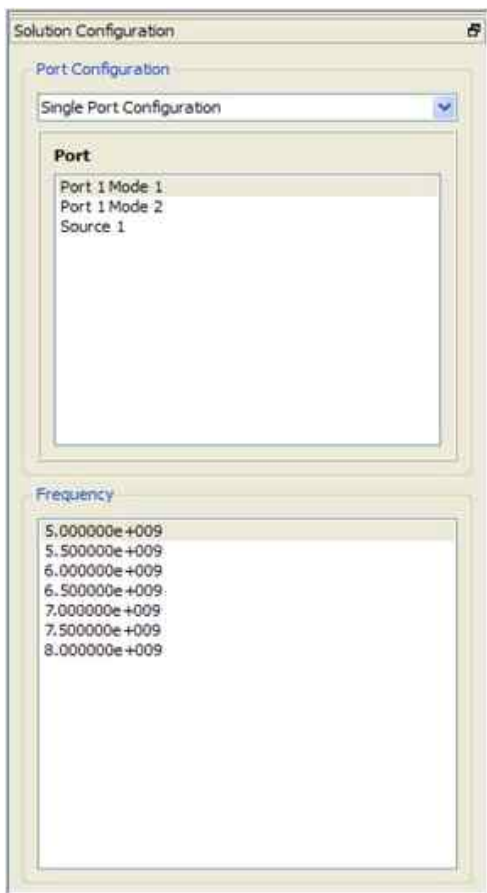 Solution Configuration
Port Configuration
Single Port Configuration
Port
Port 1 Mode 1
Port 1 Mode 2
Source 1
Frequency
5.000000e+009
5.500000e+009
6.000000e+009
6.500000e+009
7.000000e+009
7.500000e+009
8.000000e+009